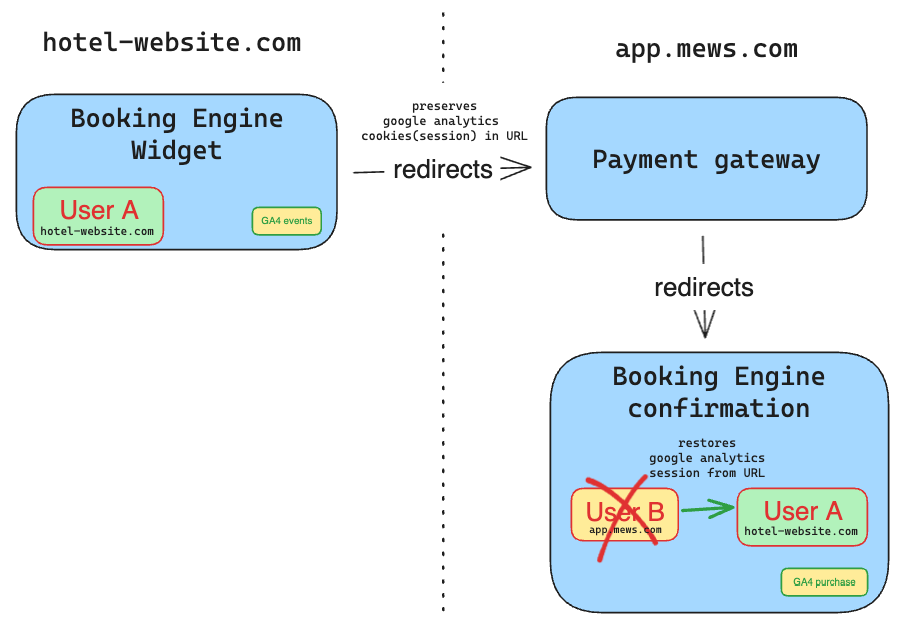 hotel-website.com
app.mews.com
Booking Engine
Widget
User A
hotel-website.com
GA4 events
preserves
google analytics
cookies(session) in URL
redirects
Payment gateway
redirects
Booking Engine
confirmation
restores
google analytics
session from URL
User B
app.mews.com
User A
hotel-website.com
GA4 purchase